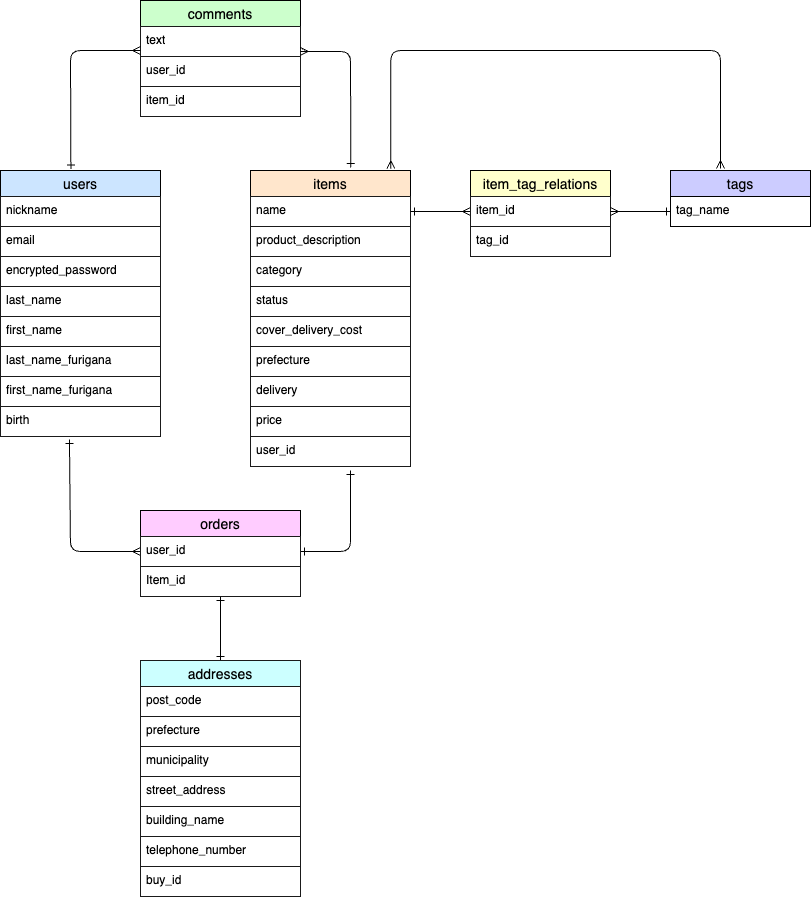 comments
text
user_id
item_id
users
nickname
email
encrypted_password
last_name
first_name
last_name_furigana
first_name_furigana
birth
items
name
product_description
category
status
cover_delivery_cost
prefecture
delivery
price
user_id
item_tag_relations
item_id
tag_id
tags
tag_name
orders
user_id
Item_id
addresses
post_code
prefecture
municipality
street_address
building_name
telephone_number
buy_id